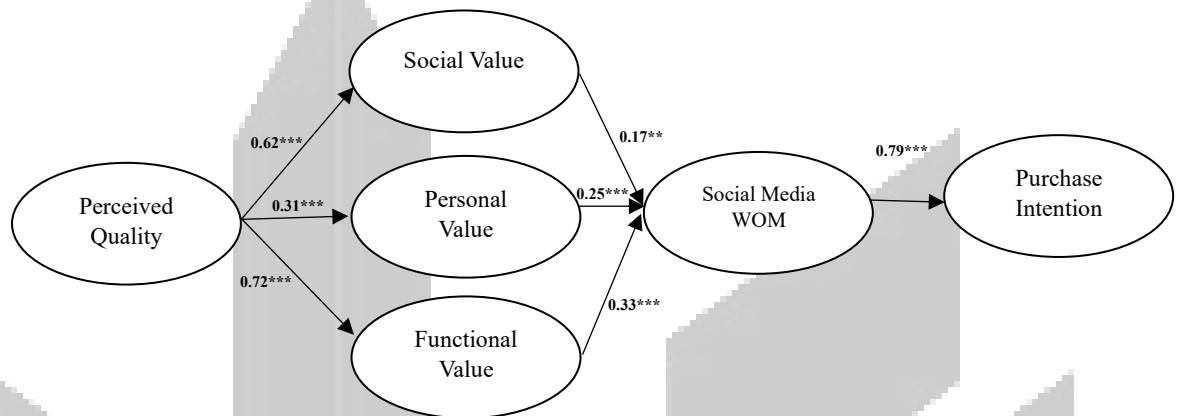 Social Value
0.62***
0.17**
0.79***
Perceived
Quality
0.31***
Personal
Value
0.25***
Social Media
WOM
Purchase
Intention
0.72***
0.33***
Functional
Value